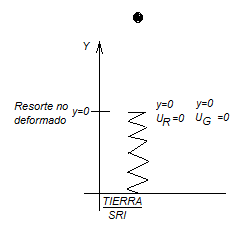 Y
Resorte no
deformado
y=0
y=0
U_R=0
y=0
U_G =0
TIERRA
SRI